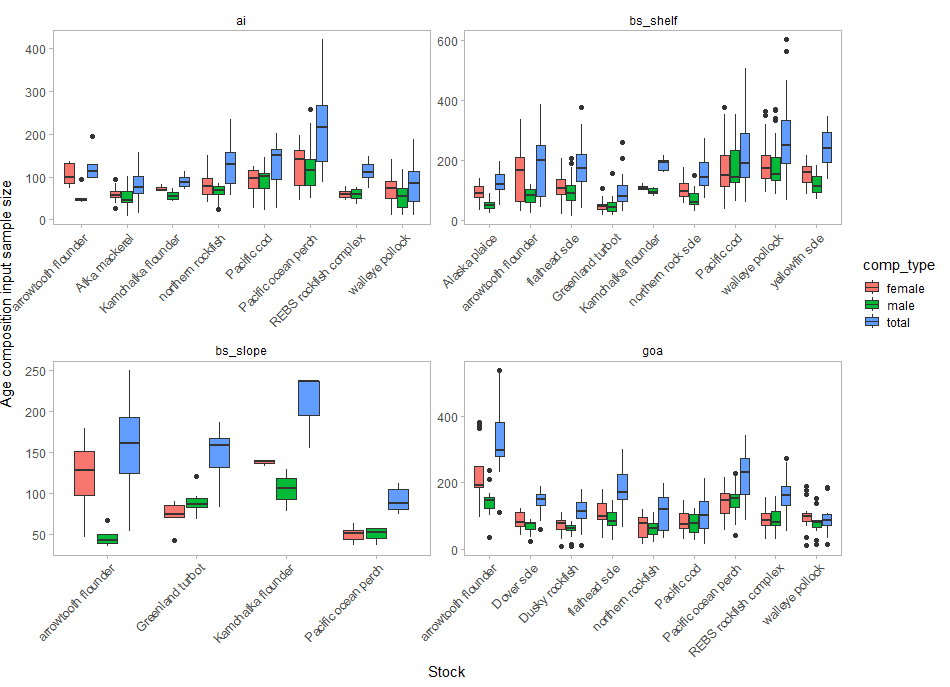 ai
bs_shelf
400
300
200
100
0
600
400
200
0
arrowtooth flounder
Atka mackerel
Kamchatka flounder
northern rockfish
Pacific cod
Pacific ocean perch
REBS rockfish complex
walleye pollock
Alaska plaice
arrowtooth flounder
flathead sole
Greenland turbot
Kamchatka flounder
northern rock sole
Pacific cod
walleye pollock
yellowfin sole
Age composition input sample size
comp_type
female
male
total
bs_slope
goa
250
200
150
100
50
400
200
0
arrowtooth flounder
Greenland turbot
Kamchatka flounder
Pacific ocean perch
arrowtooth flounder
Dover sole
Dusky rockfish
flathead sole
northern rockfish
Pacific cod
Pacific ocean perch
REBS rockfish complex
walleye pollock
Stock